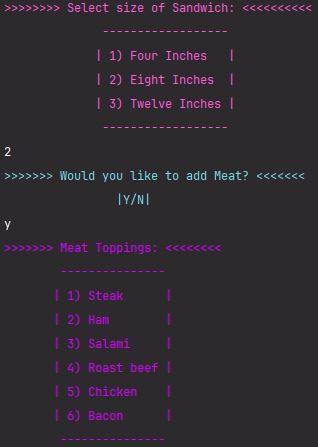 >>>>>>>> Select size of Sandwich: <<<<<<<<<<
------------------
| 1) Four Inches   |
| 2) Eight Inches  |
| 3) Twelve Inches |
------------------
2
>>>>>>> Would you like to add Meat? <<<<<<<
|Y/N|
y
>>>>>>> Meat Toppings: <<<<<<<<
---------------
| 1) Steak      |
| 2) Ham        |
| 3) Salami     |
| 4) Roast beef |
| 5) Chicken    |
| 6) Bacon      |
---------------